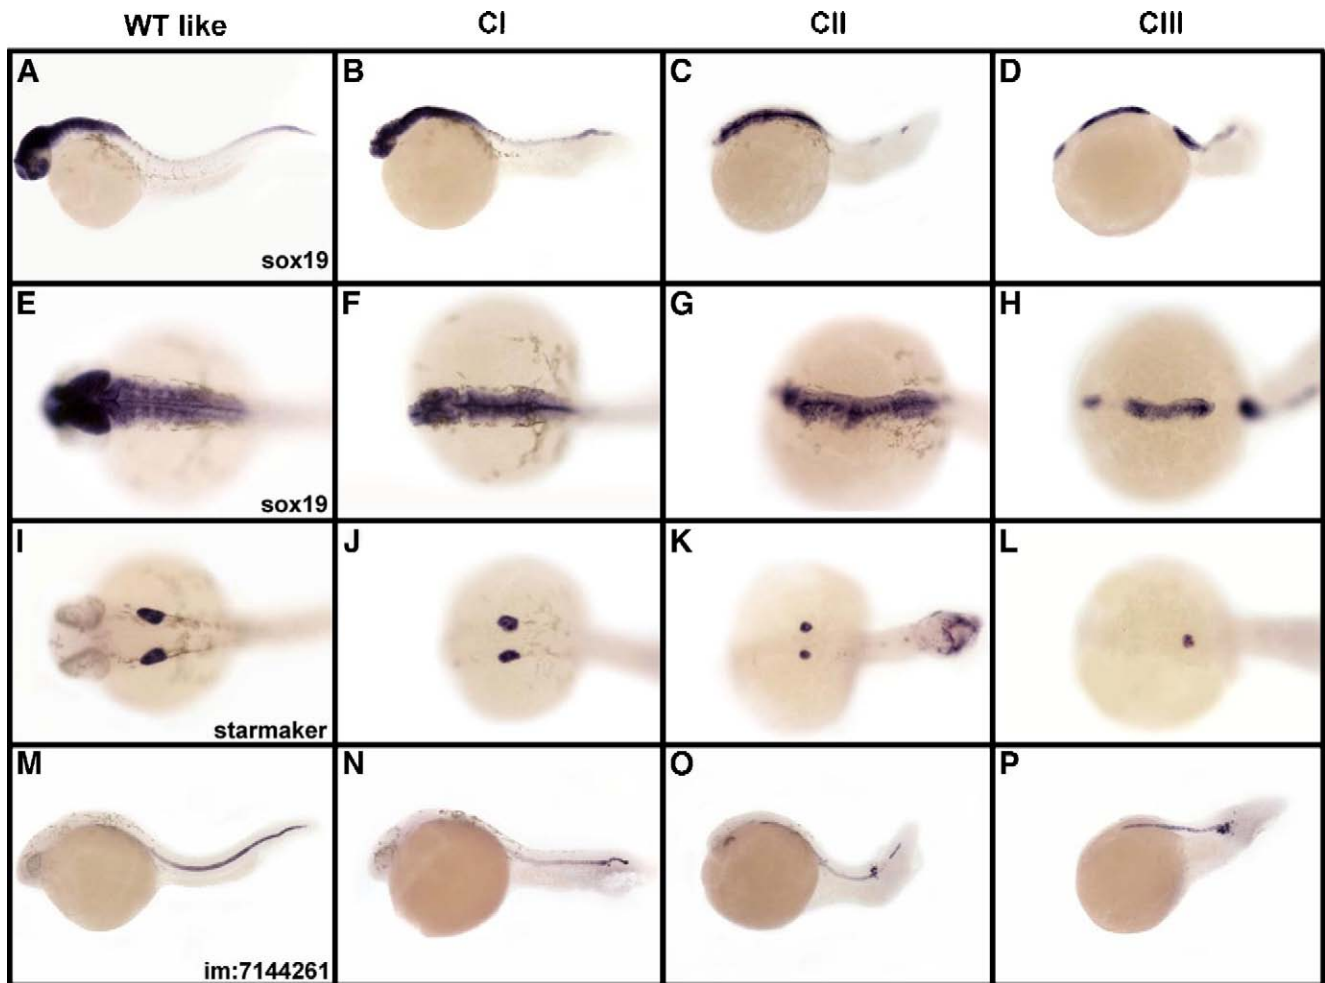 WT like CI CII CIII
A B C D
sox19
E F G H
sox19
I J K L
starmaker
M N O P
im:7144261